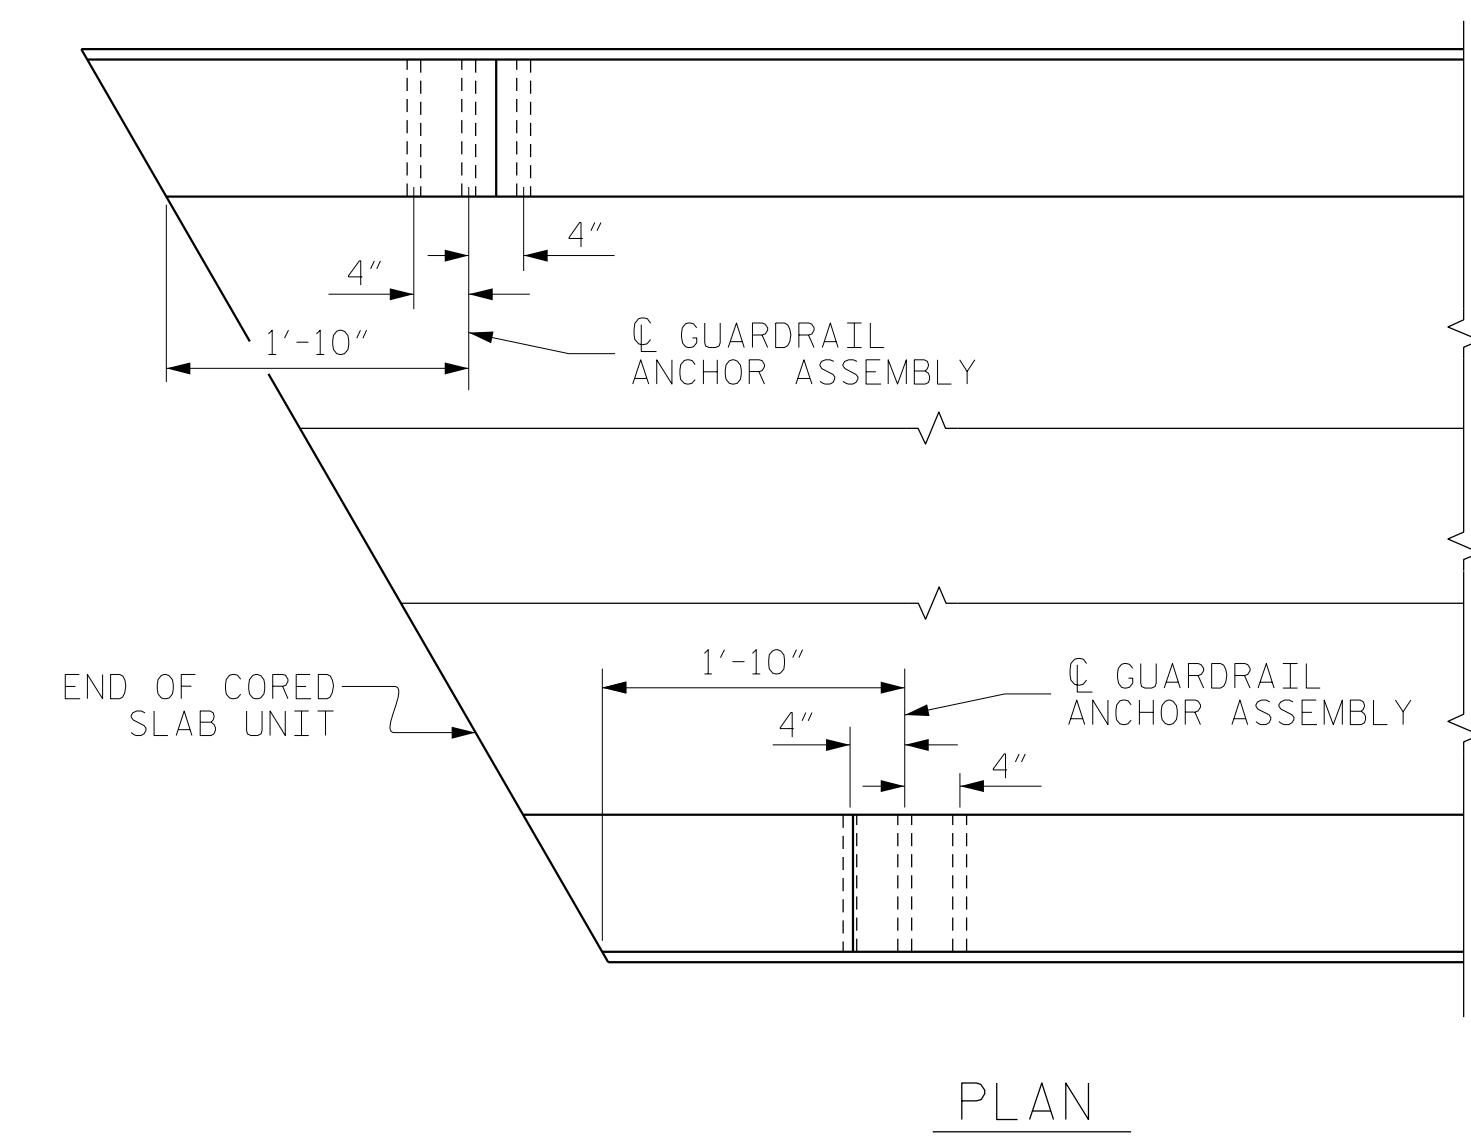 4"
4"
1'-10"
℄ GUARDRAIL
ANCHOR ASSEMBLY
1'-10"
℄ GUARDRAIL
ANCHOR ASSEMBLY
END OF CORED
SLAB UNIT
4"
4"
PLAN